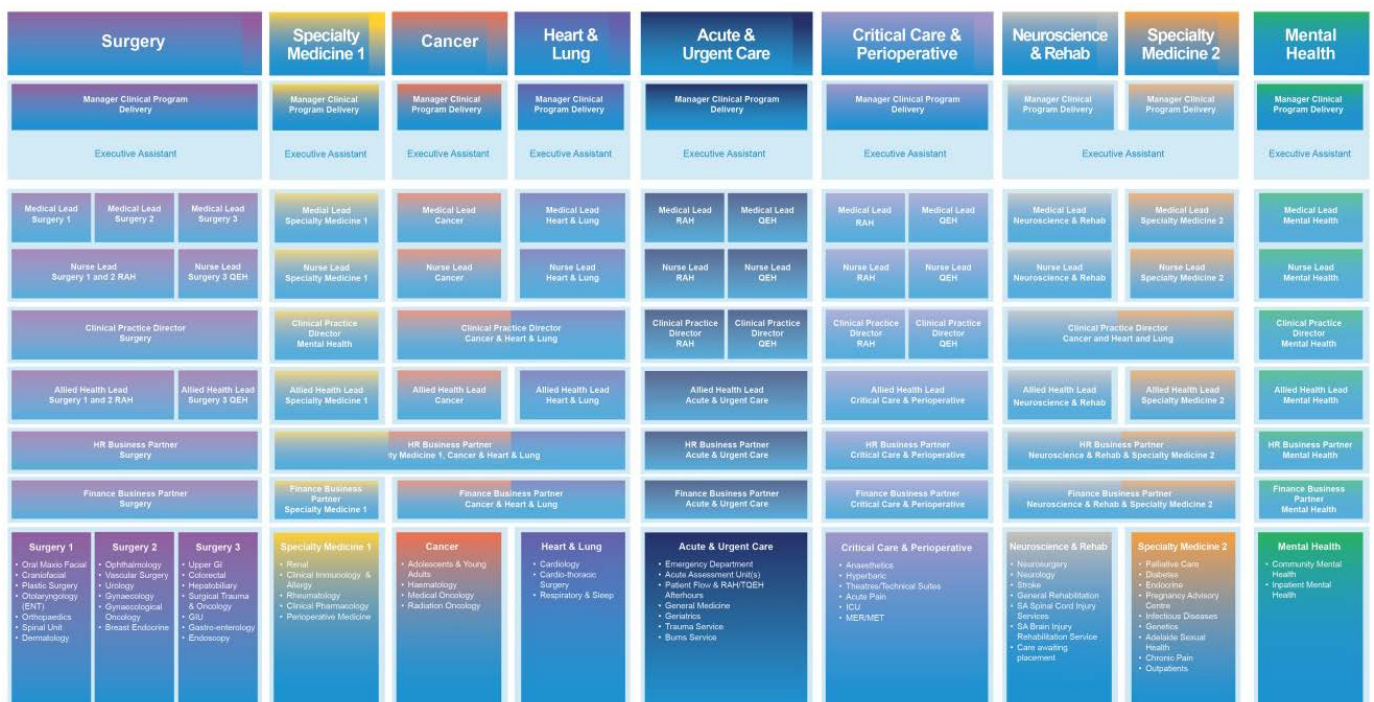 Surgery
Specialty
Medicine 1
Cancer
Heart &
Lung
Acute &
Urgent Care
Critical Care &
Perioperative
Neuroscience
& Rehab
Specialty
Medicine 2
Mental
Health
Manager Clinical Program
Delivery
Manager Clinical
Program Delivery
Manager Clinical
Program Delivery
Manager Clinical
Program Delivery
Manager Clinical Program
Delivery
Manager Clinical Program
Delivery
Manager Clinical
Program Delivery
Manager Clinical
Program Delivery
Manager Clinical
Program Delivery
Executive Assistant
Executive Assistant
Executive Assistant
Executive Assistant
Executive Assistant
Executive Assistant
Executive Assistant
Executive Assistant
Medical Lead
Surgery 1
Medical Lead
Surgery 2
Medical Lead
Surgery 3
Medial Lead
Specialty Medicine 1
Medical Lead
Cancer
Medical Lead
Heart & Lung
Medical Lead
RAH
Medical Lead
QEH
Medical Lead
RAH
Medical Lead
QEH
Medical Lead
Neuroscience & Rehab
Medical Lead
Specialty Medicine 2
Medical Lead
Mental Health
Nurse Lead
Surgery 1 and 2 RAH
Nurse Lead
Surgery 3 QEH
Nurse Lead
Specialty Medicine 1
Nurse Lead
Cancer
Nurse Lead
Heart & Lung
Nurse Lead
RAH
Nurse Lead
QEH
Nurse Lead
RAH
Nurse Lead
QEH
Nurse Lead
Neuroscience & Rehab
Nurse Lead
Specialty Medicine 2
Nurse Lead
Mental Health
Clinical Practice Director
Surgery
Clinical Practice
Director
Mental Health
Clinical Practice Director
Cancer & Heart & Lung
Clinical Practice
Director
RAH
Clinical Practice
Director
QEH
Clinical Practice
Director
RAH
Clinical Practice
Director
QEH
Clinical Practice Director
Cancer and Heart and Lung
Clinical Practice
Director
Mental Health
Allied Health Lead
Surgery 1 and 2 RAH
Allied Health Lead
Surgery 3 QEH
Allied Health Lead
Specialty Medicine 1
Allied Health Lead
Cancer
Allied Health Lead
Heart & Lung
Allied Health Lead
Acute & Urgent Care
Allied Health Lead
Critical Care & Perioperative
Allied Health Lead
Neuroscience & Rehab
Allied Health Lead
Specialty Medicine 2
Allied Health Lead
Mental Health
HR Business Partner
Surgery
HR Business Partner
ty Medicine 1, Cancer & Heart & Lung
HR Business Partner
Acute & Urgent Care
HR Business Partner
Critical Care & Perioperative
HR Business Partner
Neuroscience & Rehab & Specialty Medicine 2
HR Business Partner
Mental Health
Finance Business Partner
Surgery
Finance Business
Partner
Specialty Medicine 1
Finance Business Partner
Cancer & Heart & Lung
Finance Business Partner
Acute & Urgent Care
Finance Business Partner
Critical Care & Perioperative
Finance Business Partner
Neuroscience & Rehab & Specialty Medicine 2
Finance Business
Partner
Mental Health
Surgery 1
• Oral Maxio Facial
• Craniofacial
• Plastic Surgery
• Ototaryngology
(ENT)
• Orthopaedics
• Spinal Unit
• Dermatology
Surgery 2
• Ophthalmology
• Vascular Surgery
• Urology
• Gynaecology
• Gynaecological
Oncology
• Breast Endocrine
Surgery 3
• Upper GI
• Colorectal
• Hepatobiliary
• Surgical Trauma
& Oncology
• GIU
• Gastro-enterology
• Endoscopy
Specialty Medicine 1
• Renal
• Clinical Immunology &
Allergy
• Rheumatology
• Clinical Pharmacology
• Perioperative Medicine
Cancer
• Adolescents & Young
Adults
• Haematology
• Medical Oncology
• Radiation Oncology
Heart & Lung
• Cardiology
• Cardio-thoracic
Surgery
• Respiratory & Sleep
Acute & Urgent Care
• Emergency Department
• Acute Assessment Unit(s)
• Patient Flow & RAH/TQEH
Afterhours
• General Medicine
• Geriatrics
• Trauma Service
• Burns Service
Critical Care & Perioperative
• Anaesthetics
• Hyperbaric
• Theatres/Technical Suites
• Acute Pain
• ICU
• MER/MET
Neuroscience & Rehab
• Neurosurgery
• Neurology
• Stroke
• General Rehabilitation
• SA Spinal Cord Injury
Services
• SA Brain Injury
Rehabilitation Service
• Care awaiting
placement
Specialty Medicine 2
• Palliative Care
• Diabetes
• Endocrine
• Pregnancy Advisory
Centre
• Infectious Diseases
• Genetics
• Adelaide Sexual
Health
• Chronic Pain
• Outpatients
Mental Health
• Community Mental
Health
• Inpatient Mental
Health